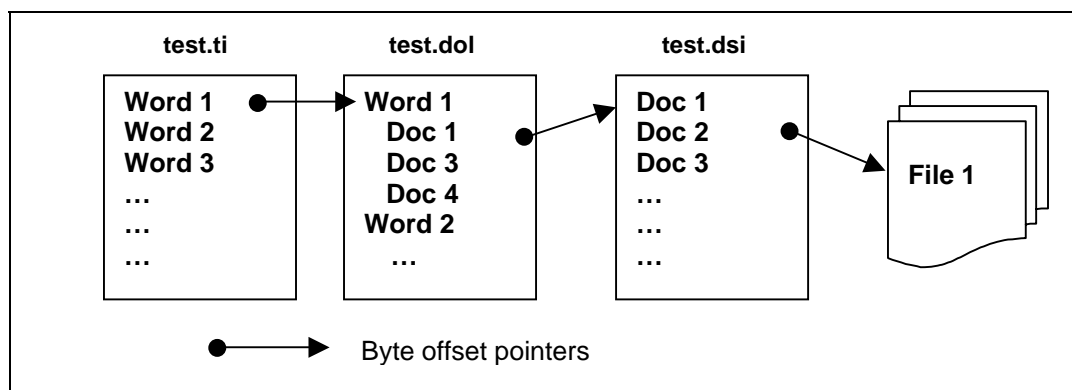 test.ti
test.dol
test.dsi
Word 1
Word 2
Word 3
…
…
…
Word 1
Doc 1
Doc 3
Doc 4
Word 2
…
Doc 1
Doc 2
Doc 3
…
…
…
File 1
Byte offset pointers